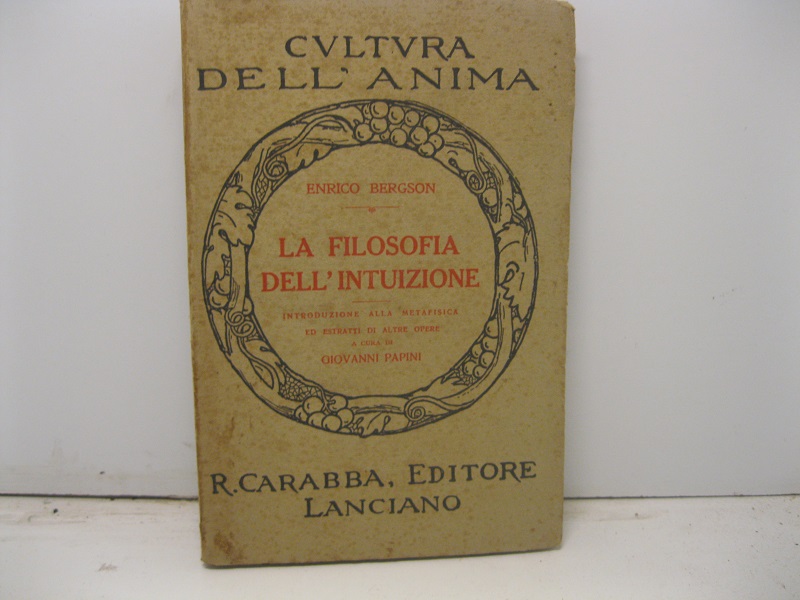 CVLTVRA
DELL'ANIMA
ENRICO BERGSON
LA FILOSOFIA
DELL'INTUIZIONE
INTRODUZIONE ALLA METAFISICA
ED ESTRATTI DI ALTRE OPERE
A CURA DI
GIOVANNI PAPINI
R. CARABBA, EDITORE
LANCIANO